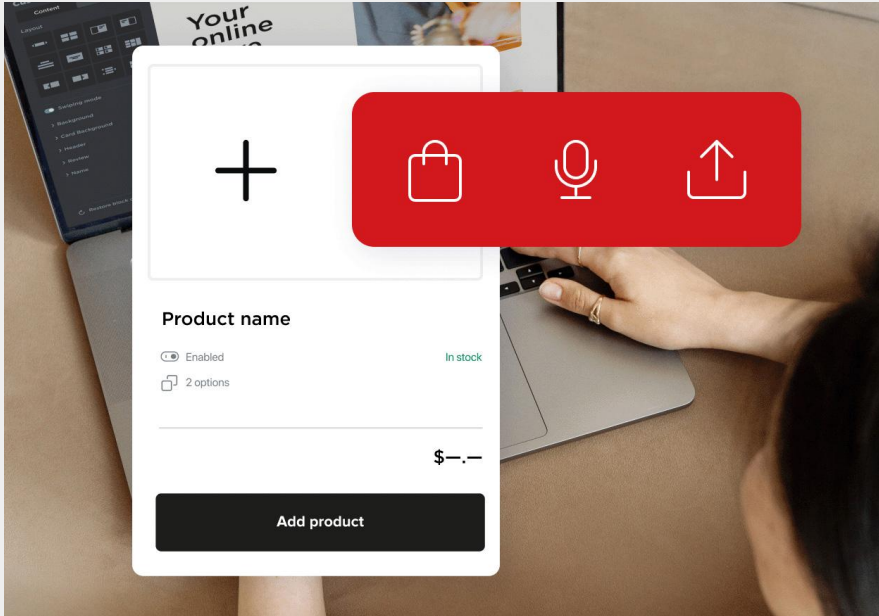 Content
Layout
Your
online
Swiping mode
> Background
> Card Background
> Header
> Review
> Name
Product name
Enabled
In stock
2 options
$—.—
Add product